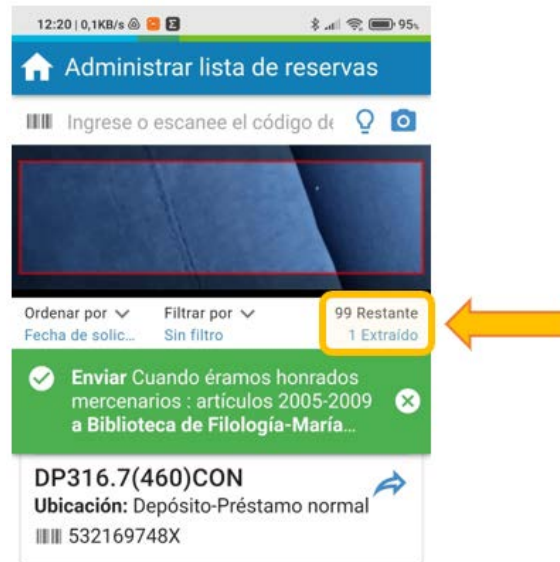 12:20 | 0,1KB/s
95%
Administrar lista de reservas
Ingrese o escanee el código de
Ordenar por
Filtrar por
99 Restante
Fecha de solic...
Sin filtro
1 Extraído
Enviar Cuando éramos honrados
mercenarios : artículos 2005-2009
a Biblioteca de Filología-María...
DP316.7(460)CON
Ubicación: Depósito-Préstamo normal
532169748X